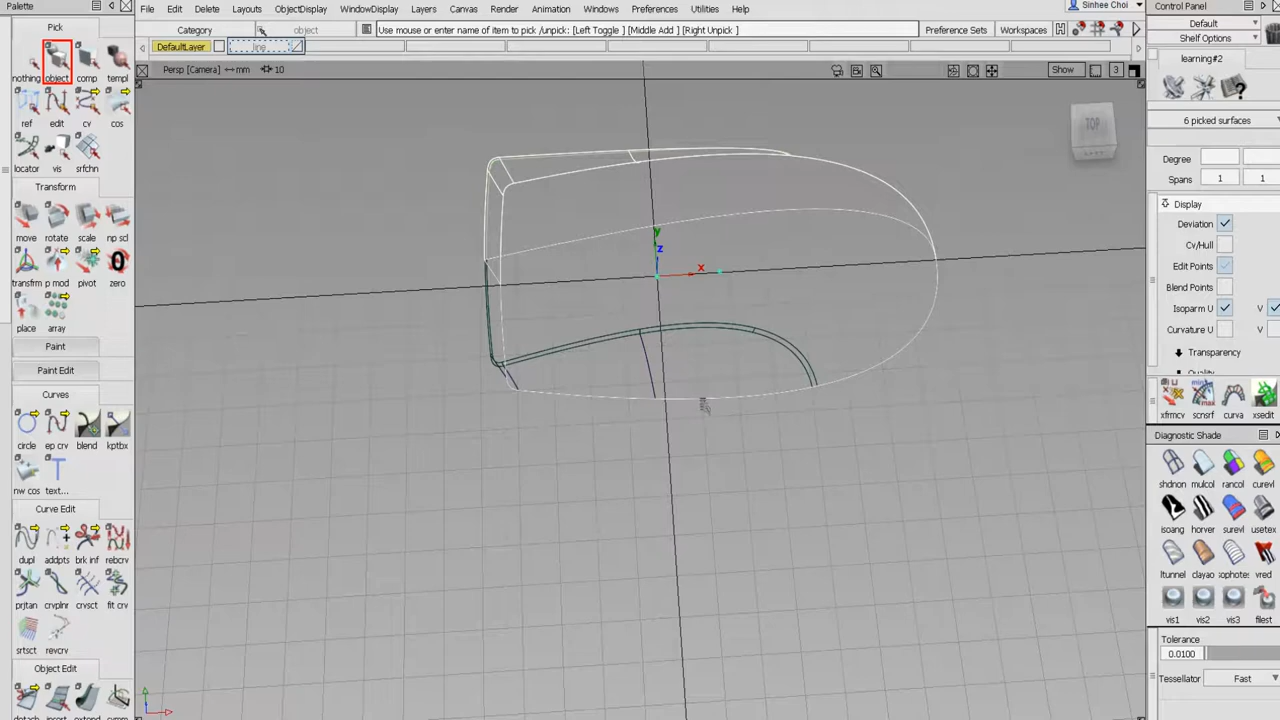 Palette
File Edit Delete Layouts ObjectDisplay WindowDisplay Layers Canvas Render Animation Windows Preferences Utilities Help
Sinhee Choi
Control Panel
Pick
Category
object
Use mouse or enter name of item to pick /unpick: [Left Toggle ] [Middle Add ] [Right Unpick ]
Preference Sets
Workspaces
Default
Shelf Options
DefaultLayer
line
nothing object comp templ
Persp [Camera] mm 10
Show
3
learning#2
ref edit cv cos
TOP
6 picked surfaces
locator vis srfchn
Degree
Spans 1 1
Transform
Display
move rotate scale np scl
Deviation
Cv/Hull
transfrm p mod pivot zero
Edit Points
Blend Points
place array
Isoparm U V
Curvature U V
Paint
Transparency
Paint Edit
Curves
xfrmcv scnsrf curva xsedit
circle ep crv blend kptbx
Diagnostic Shade
nw cos text...
shdnon mulcol rancol curevl
Curve Edit
isoang horver surevl usetex
dupl addpts brk inf rebcrv
ltunnel clayao isophote vred
prjtan crvplnr crvsct fit crv
vis1 vis2 vis3 filest
srtsct revcrv
Tolerance
0.0100
Object Edit
Tessellator Fast
detach insert extend symm
x
y
z